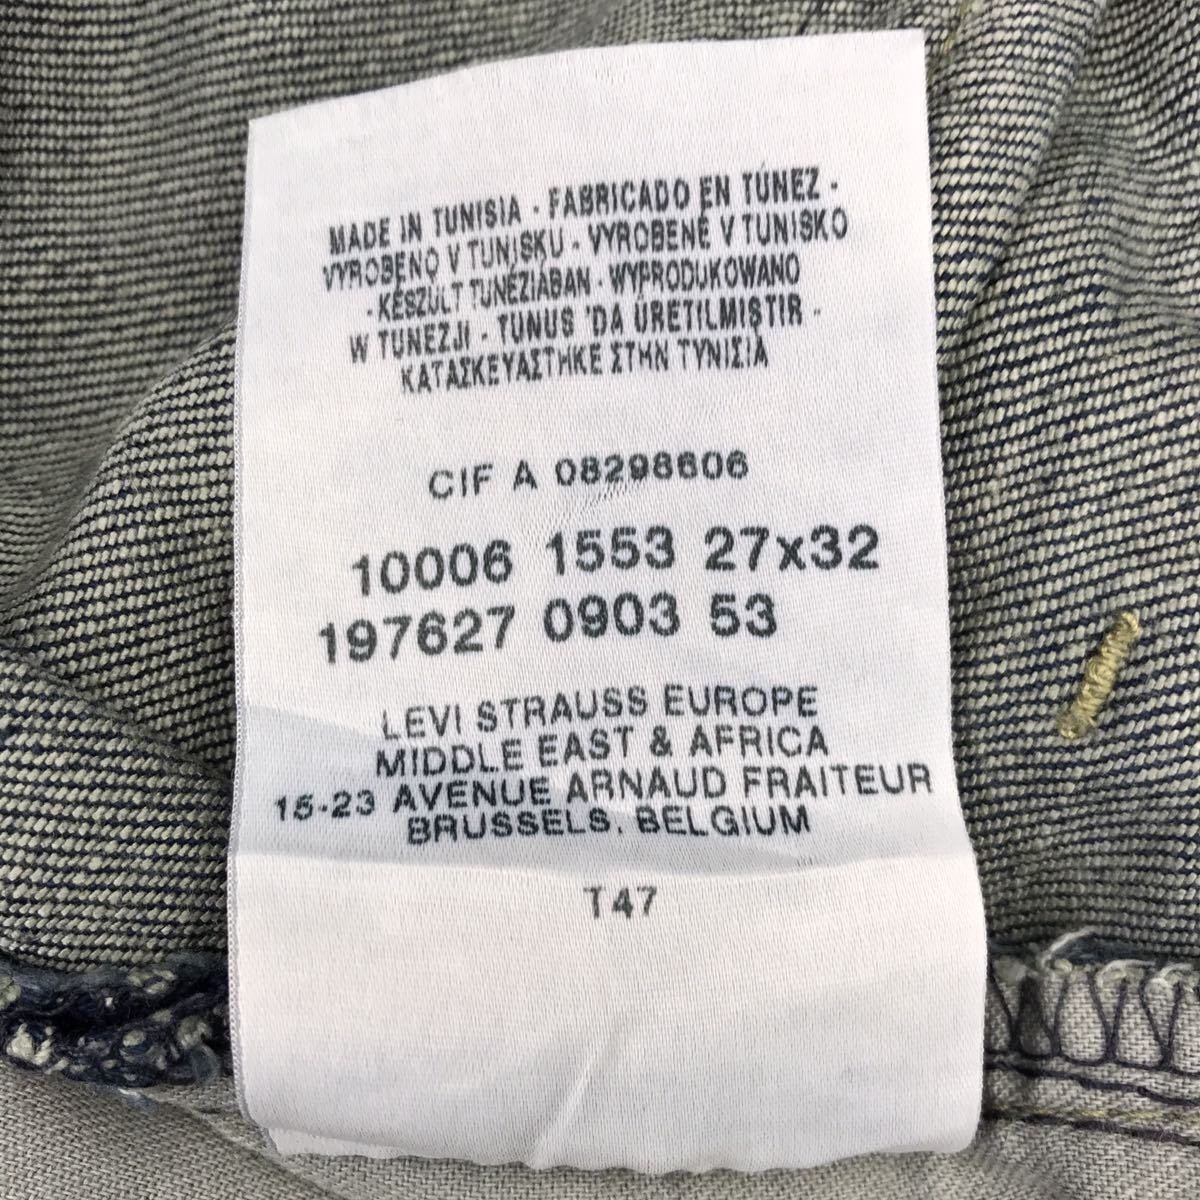 MADE IN TUNISIA - FABRICADO EN TÚNEZ -
VYROBENO V TUNISKU - VYROBENÉ V TUNISKO
- KÉSZÜLT TUNÉZIÁBAN - WYPRODUKOWANO
W TUNEZJI - TUNUS 'DA ÜRETILMIŞTIR -
ΚΑΤΑΣΚΕΥΑΣΤΗΚΕ ΣΤΗΝ ΤΥΝΙΣΙΑ
CIF A 08298606
10006 1553 27x32
197627 0903 53
LEVI STRAUSS EUROPE
MIDDLE EAST & AFRICA
15-23 AVENUE ARNAUD FRAITEUR
BRUSSELS, BELGIUM
T47